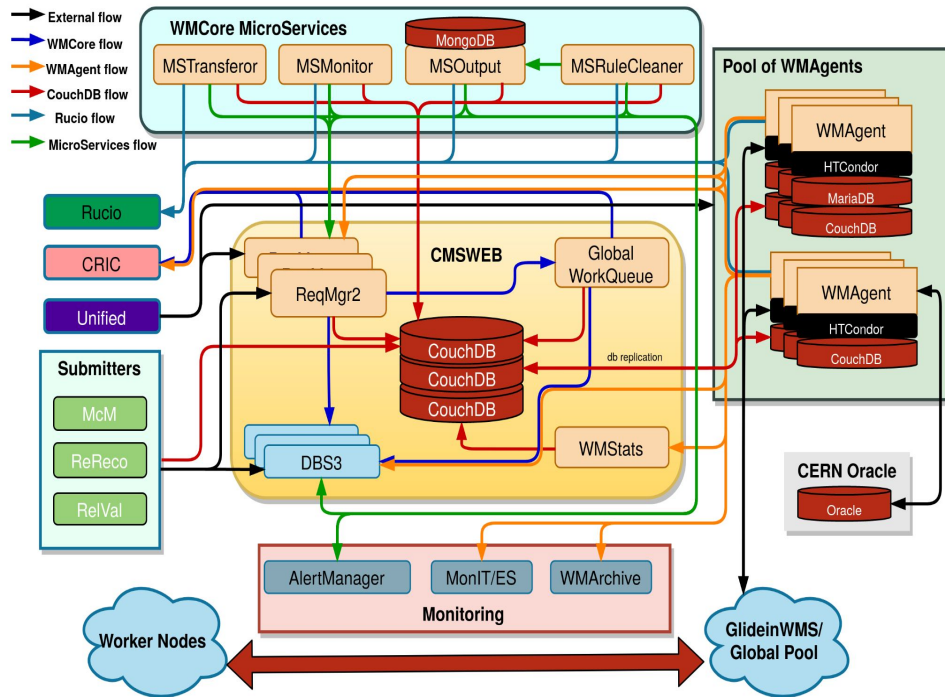 External flow
WMCore flow
WMAgent flow
CouchDB flow
Rucio flow
MicroServices flow
WMCore MicroServices
MongoDB
MSTransferor
MSMonitor
MSOutput
MSRuleCleaner
Pool of WMAgents
WMAgent
HTCondor
MariaDB
CouchDB
WMAgent
HTCondor
CouchDB
Rucio
CRIC
Unified
CMSWEB
ReqMgr2
Global
WorkQueue
CouchDB
CouchDB
CouchDB
db replication
DBS3
WMStats
Submitters
McM
ReReco
RelVal
CERN Oracle
Oracle
AlertManager
MonIT/ES
WMArchive
Monitoring
Worker Nodes
GlideinWMS/
Global Pool